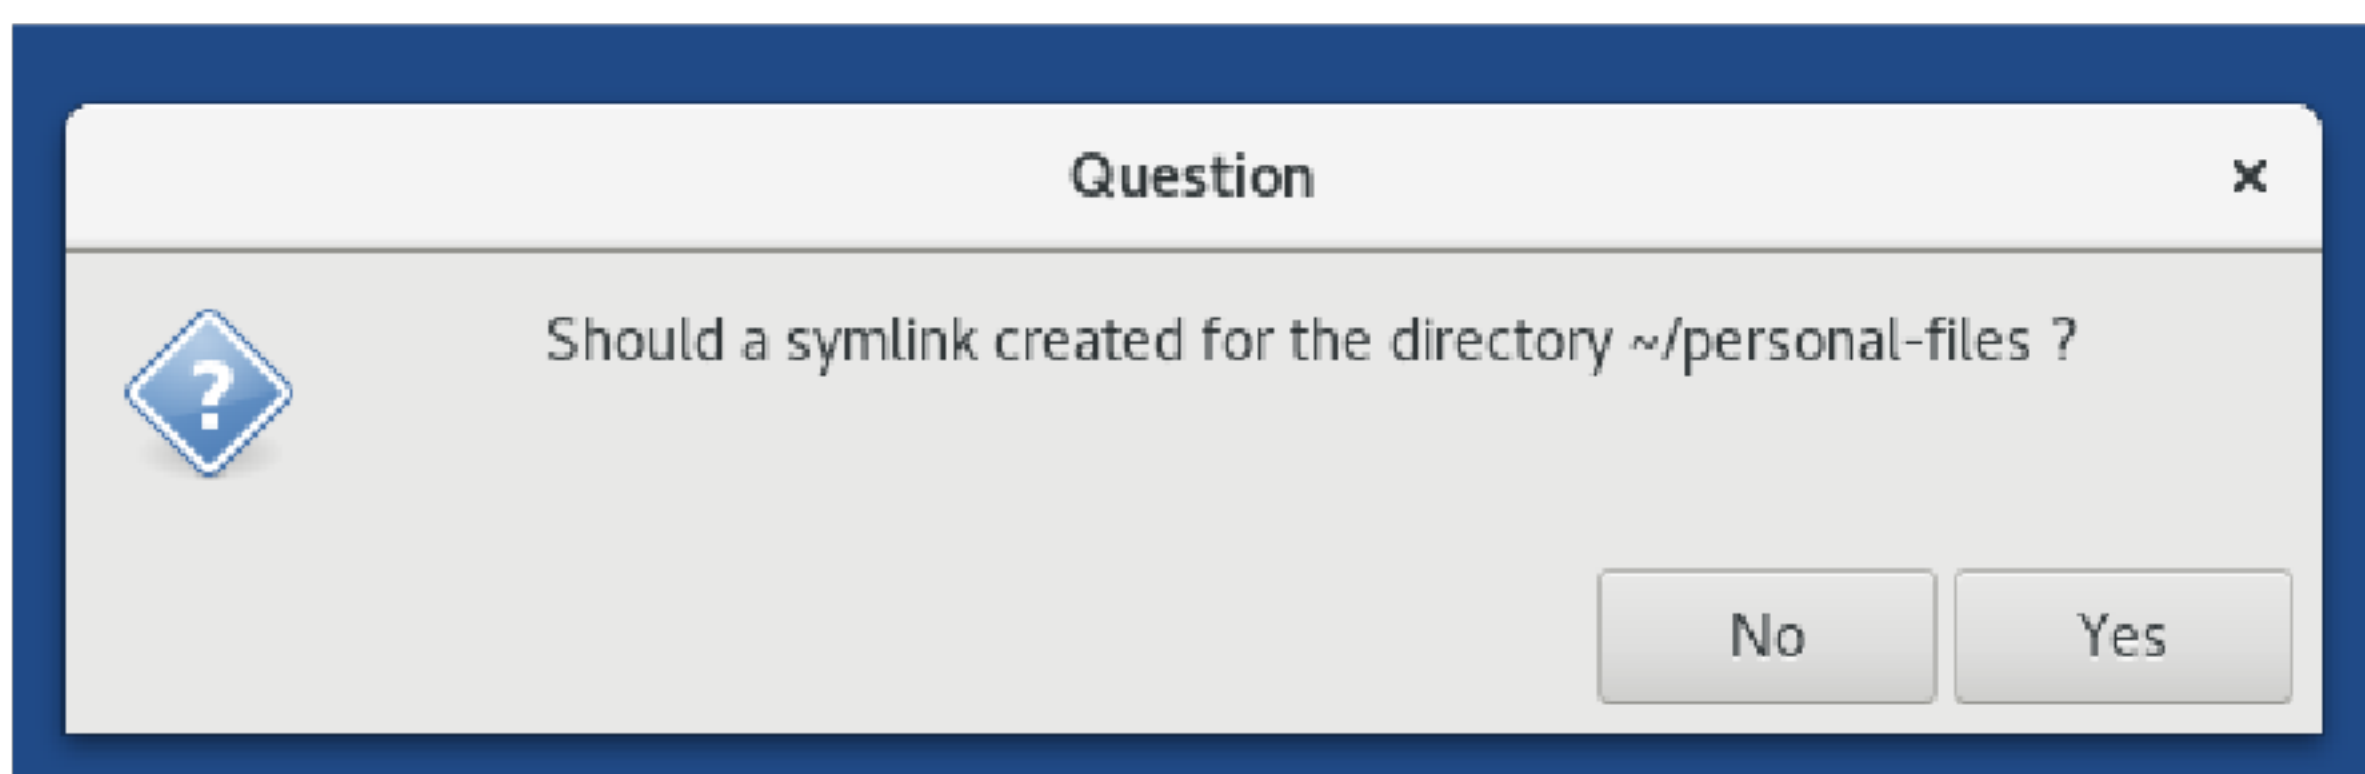 Question
Should a symlink created for the directory ~/personal-files ?
No
Yes